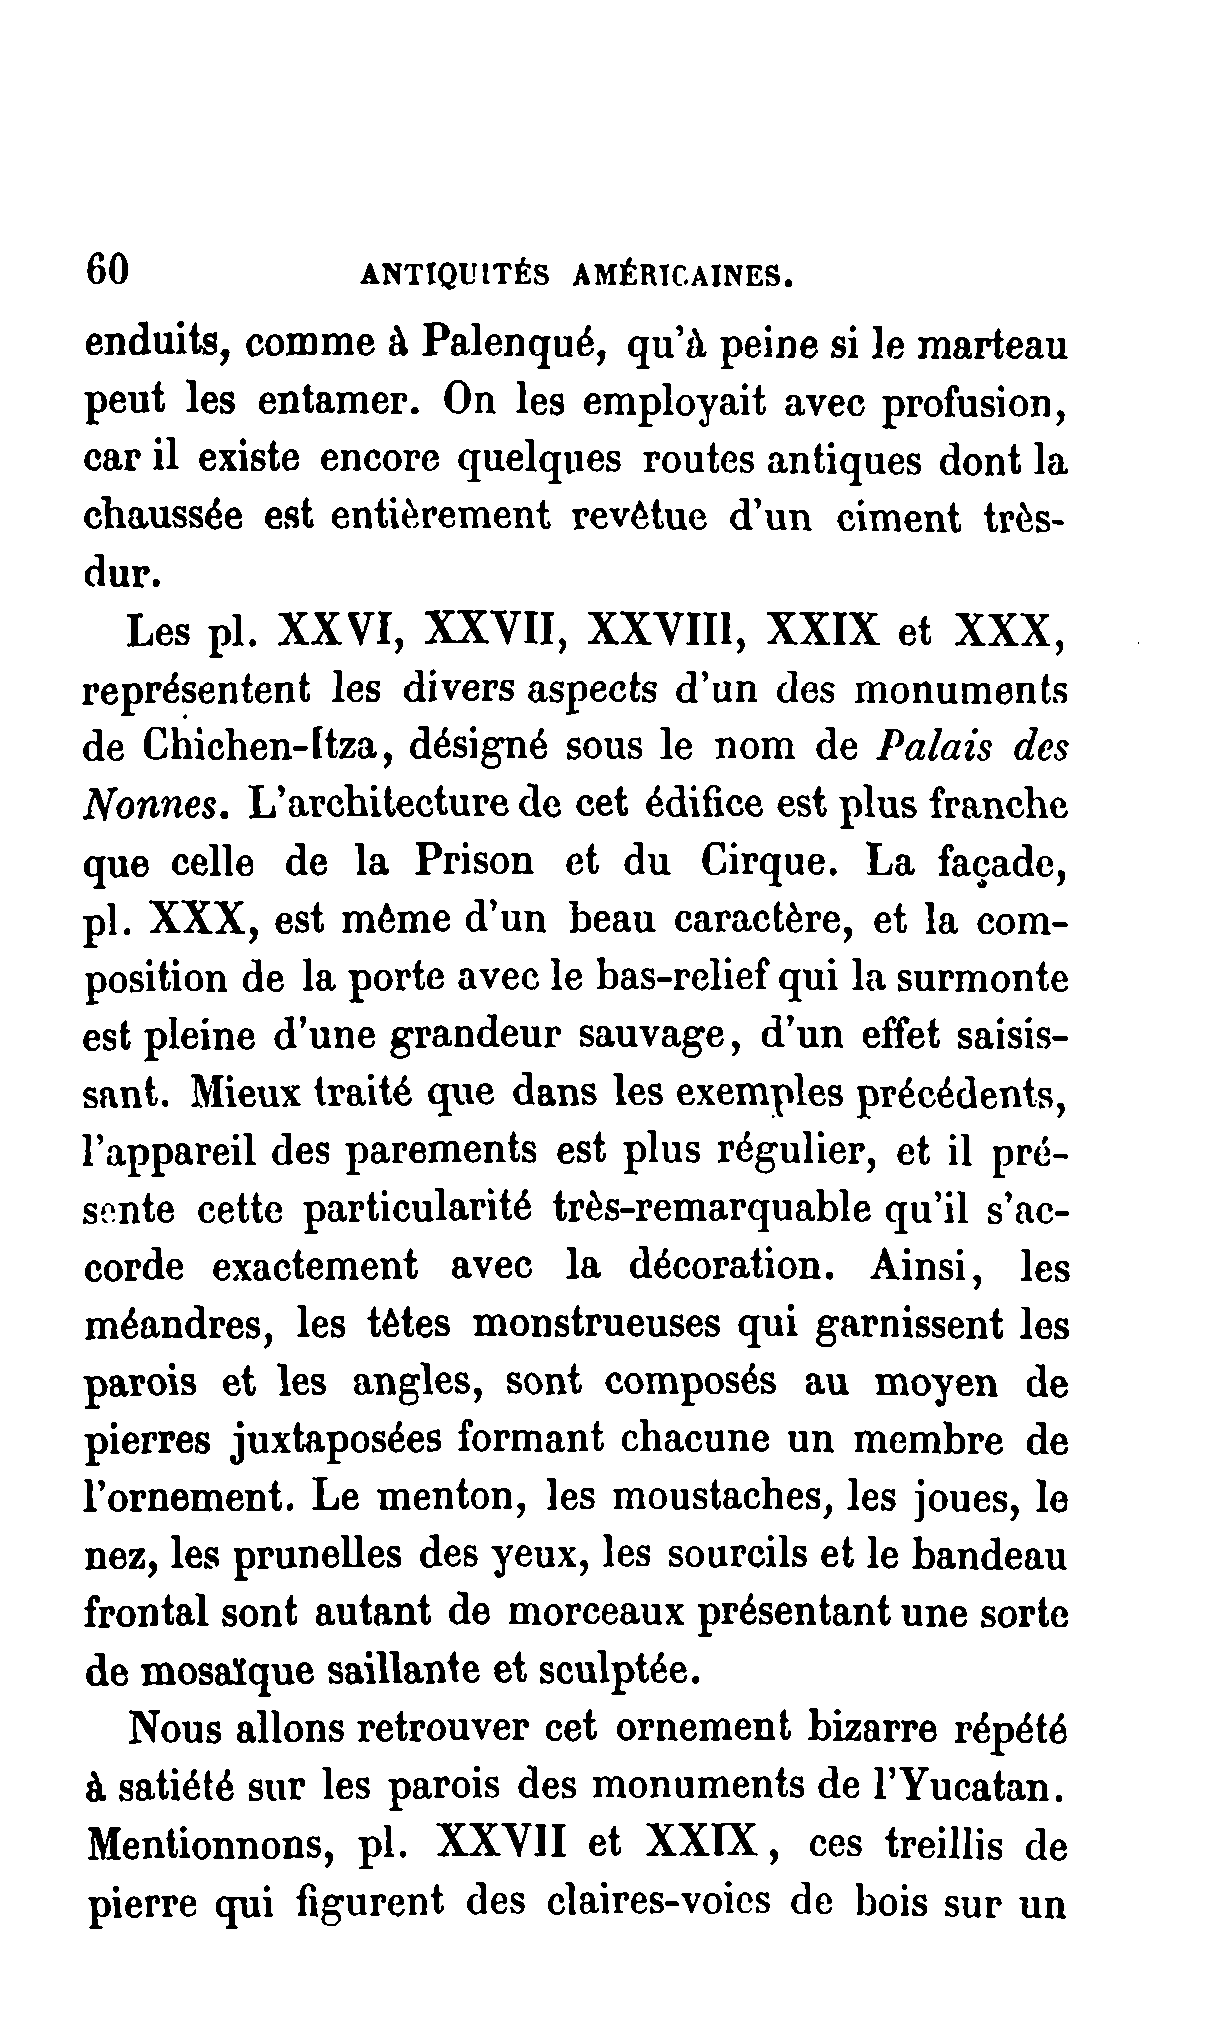 60 ANTIQUITÉS AMÉRICAINES.
enduits, comme à Palenqué, qu'à peine si le marteau
peut les entamer. On les employait avec profusion,
car il existe encore quelques routes antiques dont la
chaussée est entièrement revêtue d'un ciment très-
dur.
Les pl. XXVI, XXVII, XXVIII, XXIX et XXX,
représentent les divers aspects d'un des monuments
de Chichen-Itza, désigné sous le nom de Palais des
Nonnes. L'architecture de cet édifice est plus franche
que celle de la Prison et du Cirque. La façade,
pl. XXX, est même d'un beau caractère, et la com-
position de la porte avec le bas-relief qui la surmonte
est pleine d'une grandeur sauvage, d'un effet saisis-
sant. Mieux traité que dans les exemples précédents,
l'appareil des parements est plus régulier, et il pré-
sente cette particularité très-remarquable qu'il s'ac-
corde exactement avec la décoration. Ainsi, les
méandres, les têtes monstrueuses qui garnissent les
parois et les angles, sont composés au moyen de
pierres juxtaposées formant chacune un membre de
l'ornement. Le menton, les moustaches, les joues, le
nez, les prunelles des yeux, les sourcils et le bandeau
frontal sont autant de morceaux présentant une sorte
de mosaïque saillante et sculptée.
Nous allons retrouver cet ornement bizarre répété
à satiété sur les parois des monuments de l'Yucatan.
Mentionnons, pl. XXVII et XXIX, ces treillis de
pierre qui figurent des claires-voies de bois sur un